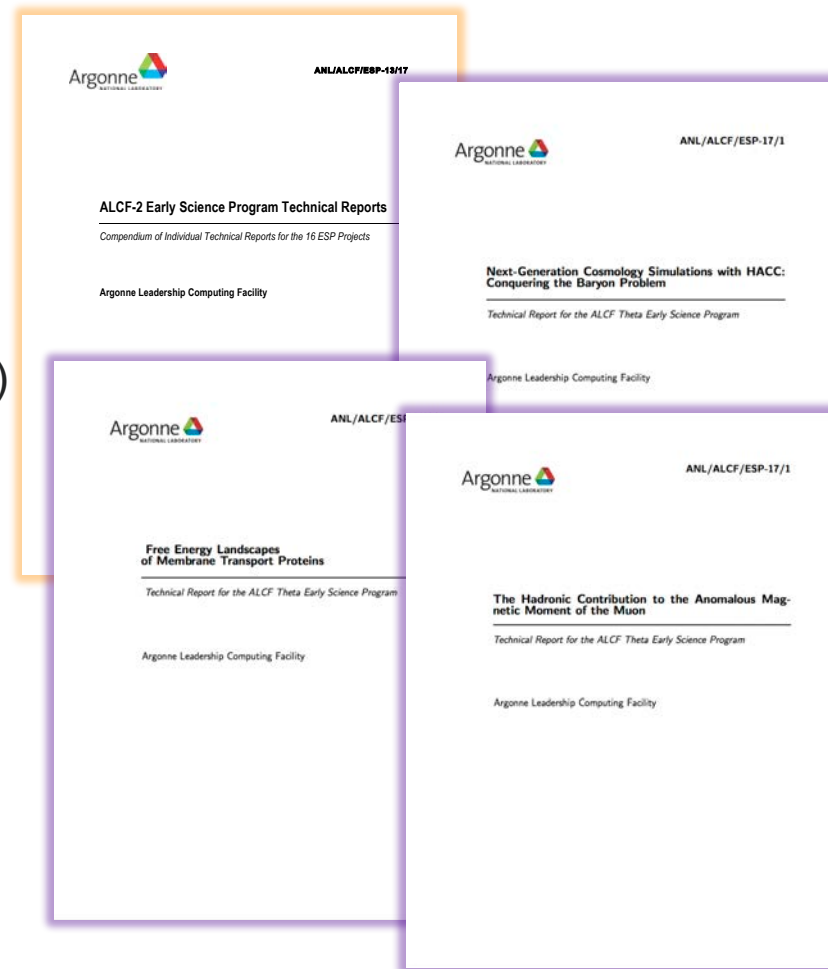 Argonne
NATIONAL LABORATORY
ANL/ALCF/ESP-13/17
ALCF-2 Early Science Program Technical Reports
Compendium of Individual Technical Reports for the 16 ESP Projects
Argonne Leadership Computing Facility
Argonne
NATIONAL LABORATORY
ANL/ALCF/ESP-17/1
Next-Generation Cosmology Simulations with HACC:
Conquering the Baryon Problem
Technical Report for the ALCF Theta Early Science Program
Argonne Leadership Computing Facility
)
Argonne
NATIONAL LABORATORY
ANL/ALCF/ESP
Free Energy Landscapes
of Membrane Transport Proteins
Technical Report for the ALCF Theta Early Science Program
Argonne Leadership Computing Facility
Argonne
NATIONAL LABORATORY
ANL/ALCF/ESP-17/1
The Hadronic Contribution to the Anomalous Mag-
netic Moment of the Muon
Technical Report for the ALCF Theta Early Science Program
Argonne Leadership Computing Facility